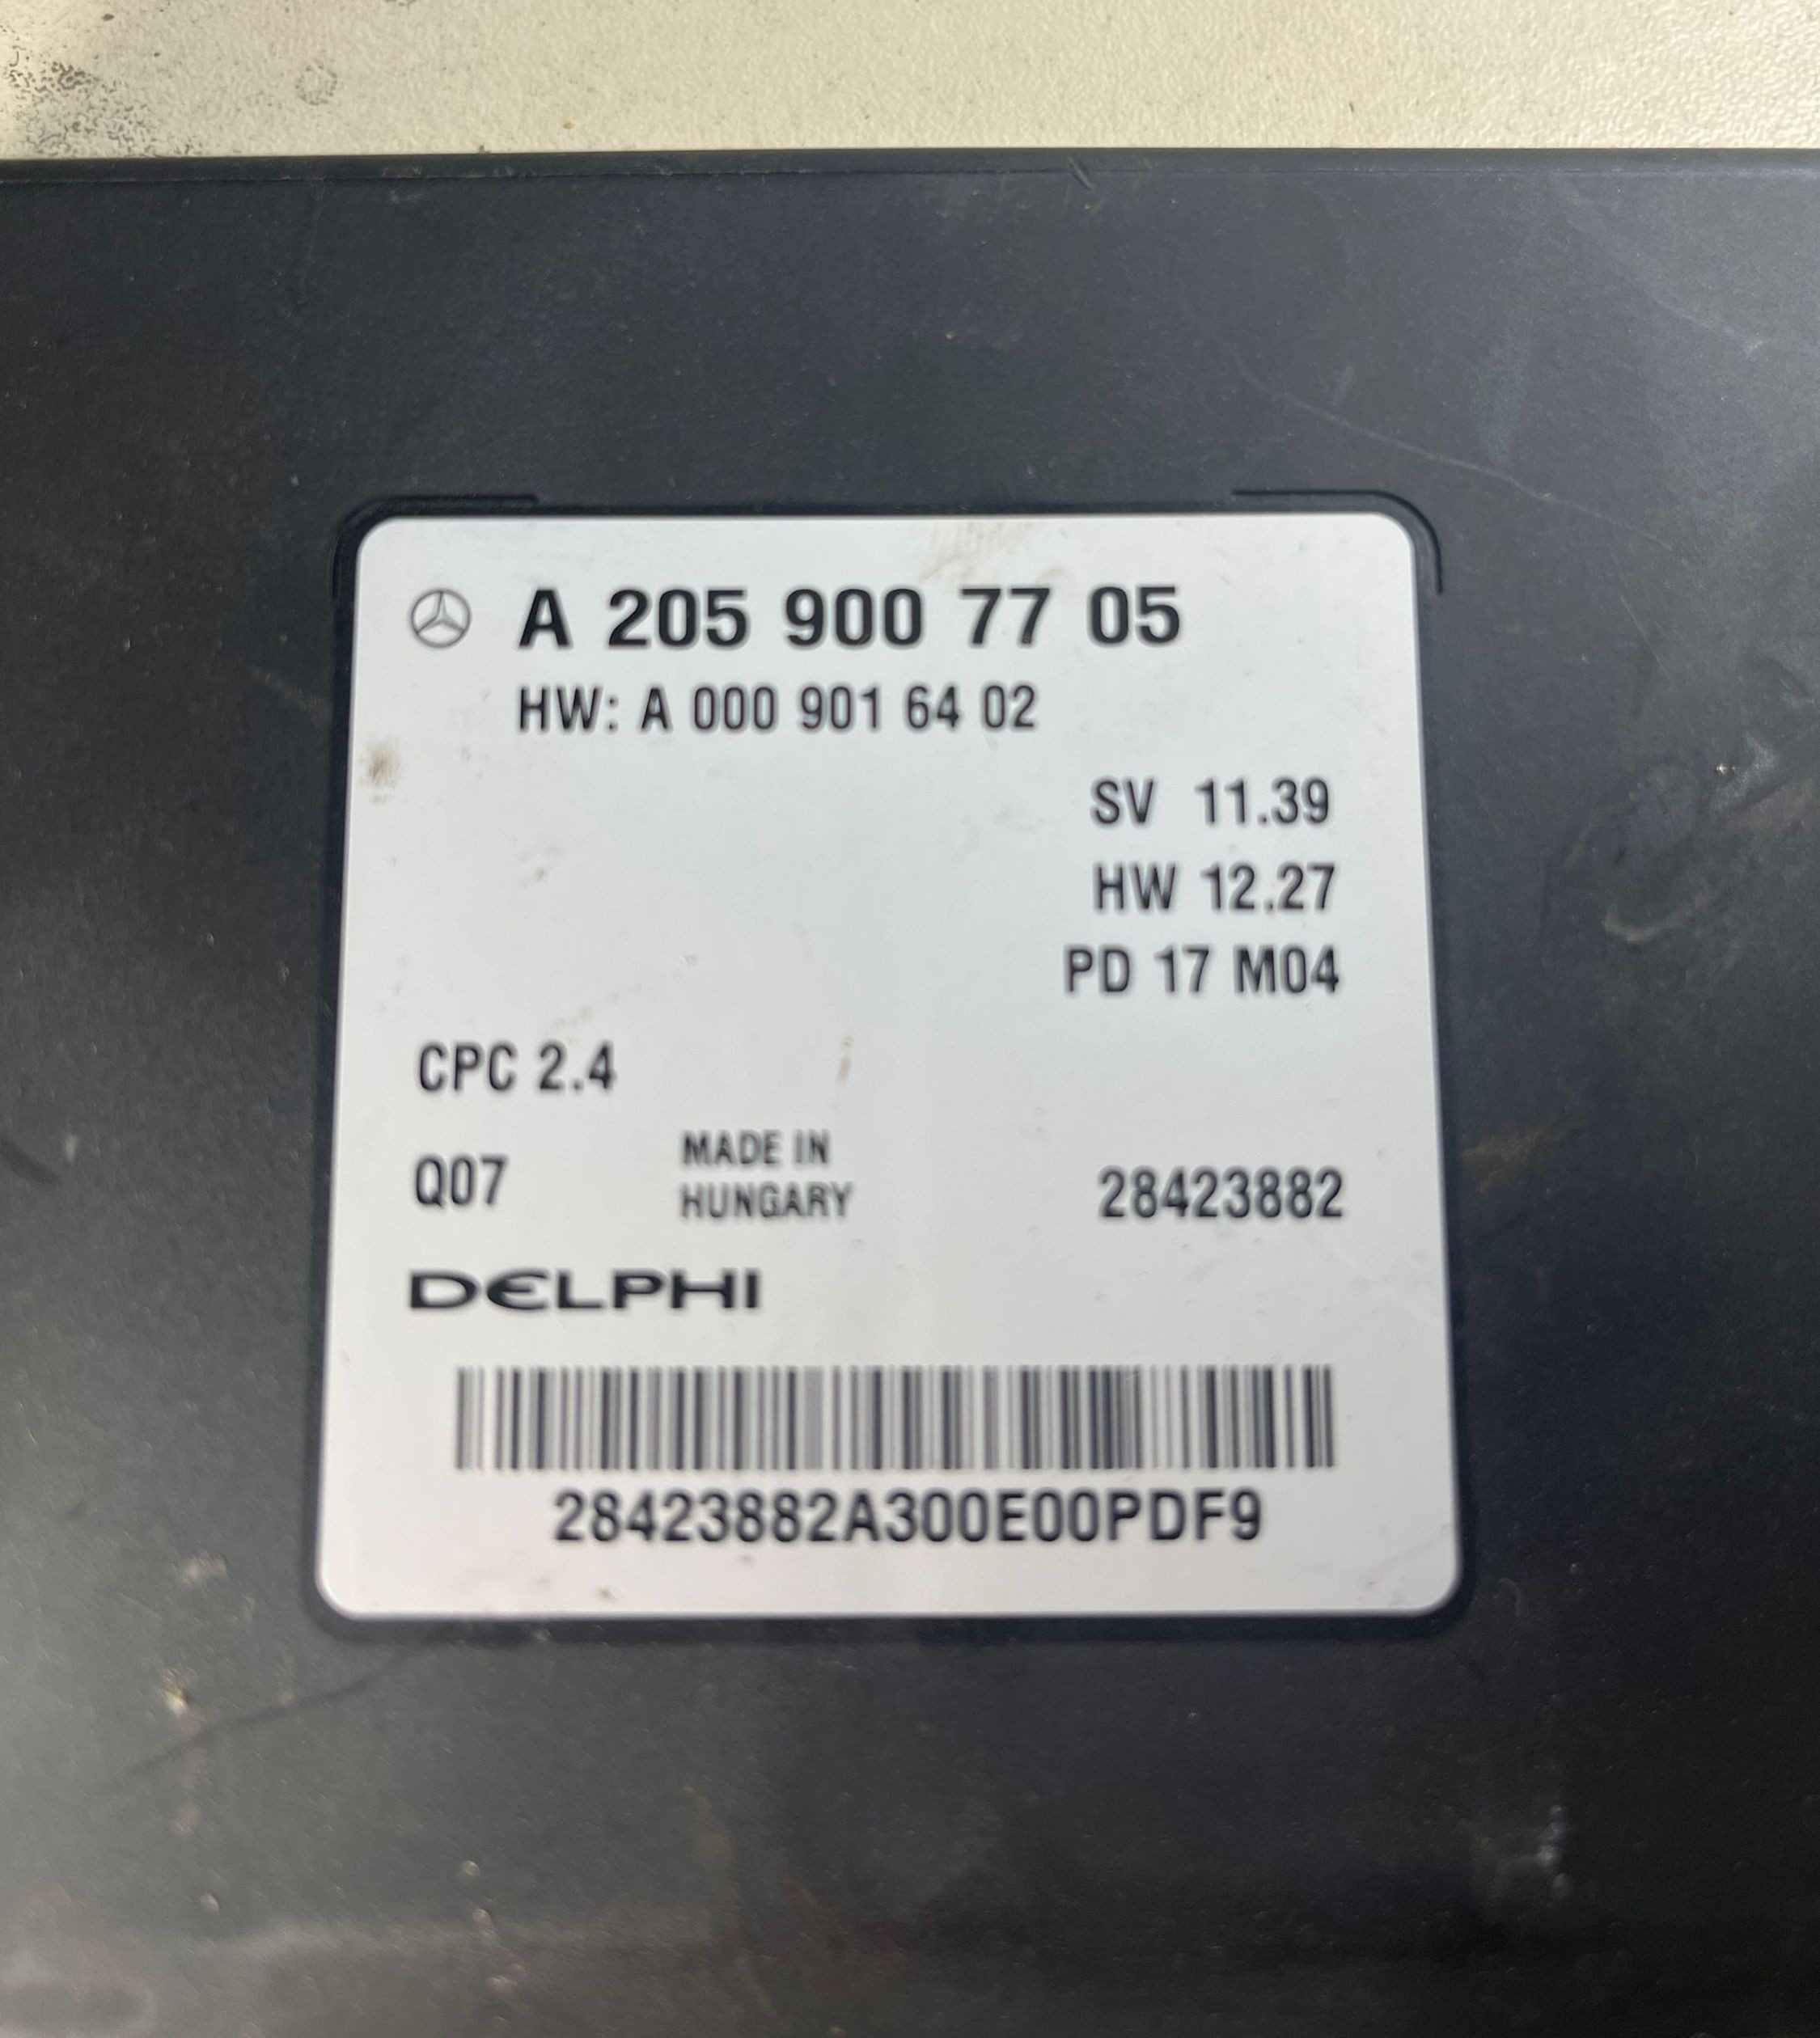 A 205 900 77 05
HW: A 000 901 64 02
SV 11.39
HW 12.27
PD 17 M04
CPC 2.4
Q07
MADE IN
HUNGARY
28423882
DELPHI
28423882A300E00PDF9